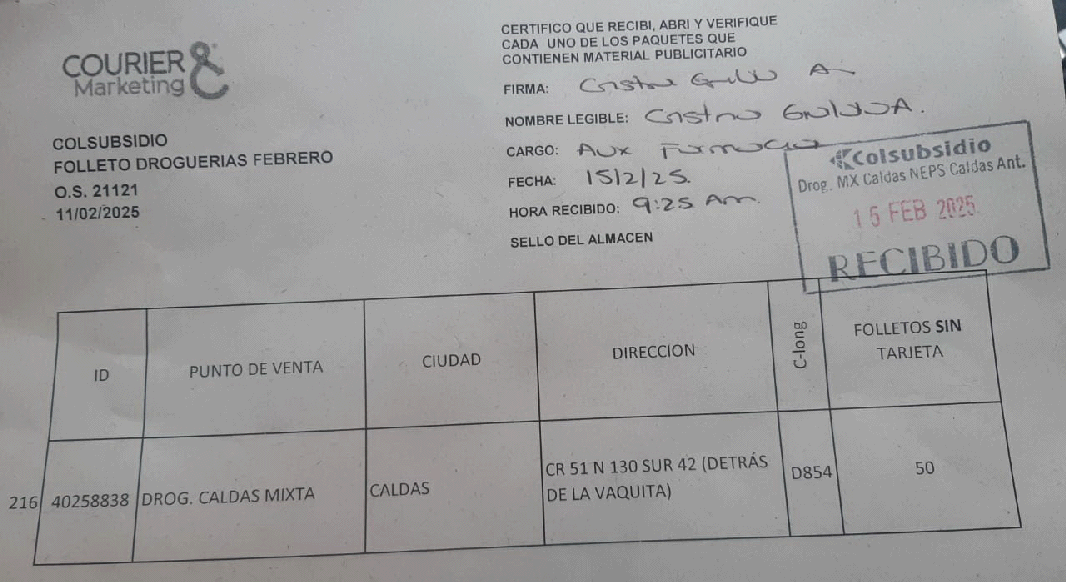 COURIER &
Marketing
COLSUBSIDIO
FOLLETO DROGUERIAS FEBRERO
O.S. 21121
11/02/2025
CERTIFICO QUE RECIBI, ABRI Y VERIFIQUE
CADA UNO DE LOS PAQUETES QUE
CONTIENEN MATERIAL PUBLICITARIO
FIRMA:
NOMBRE LEGIBLE:
CARGO: Aux
FECHA: 15/2/25.
HORA RECIBIDO: 9:25 Am.
SELLO DEL ALMACEN
Colsubsidio
Drog. MX Caldas NEPS Caldas Ant.
15 FEB 2025
RECIBIDO
ID PUNTO DE VENTA CIUDAD DIRECCION C-long FOLLETOS SIN TARJETA
216 40258838 DROG. CALDAS MIXTA CALDAS CR 51 N 130 SUR 42 (DETRÁS DE LA VAQUITA) D854 50